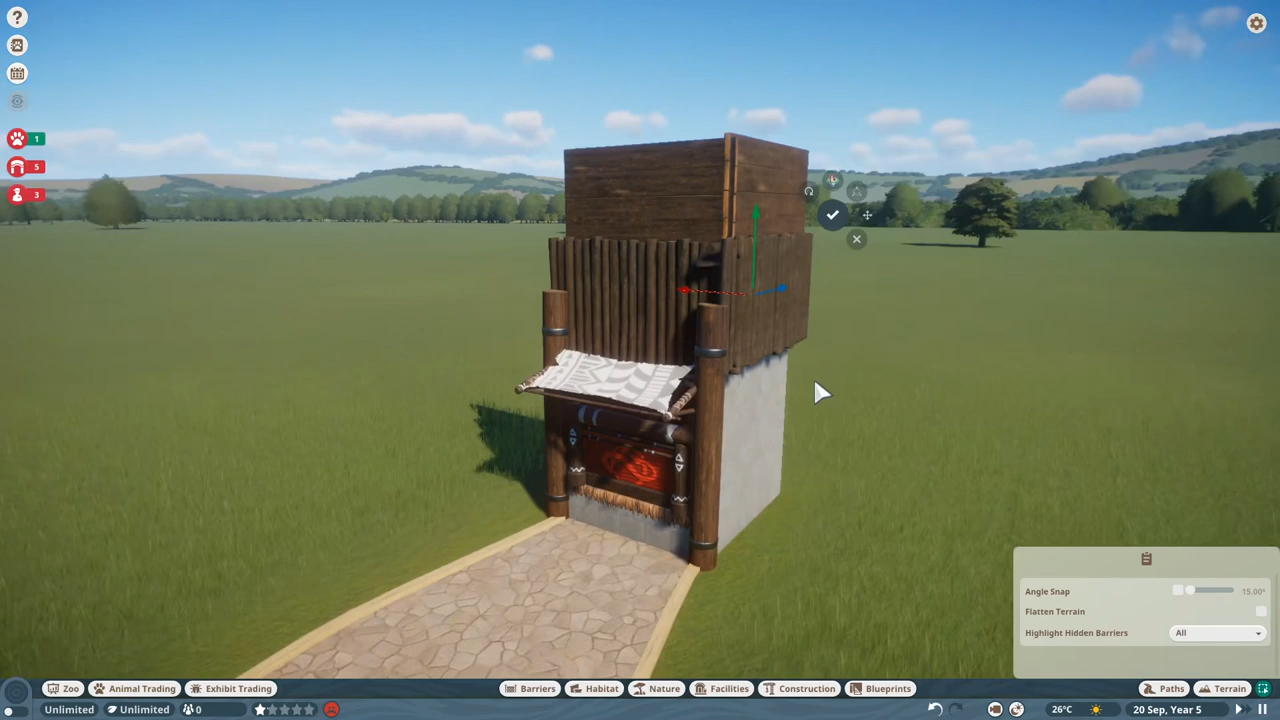 ?
1
5
3
Angle Snap 15.00°
Flatten Terrain
Highlight Hidden Barriers All
Zoo Animal Trading Exhibit Trading Barriers Habitat Nature Facilities Construction Blueprints Paths Terrain
Unlimited Unlimited 0 26°C 20 Sep, Year 5